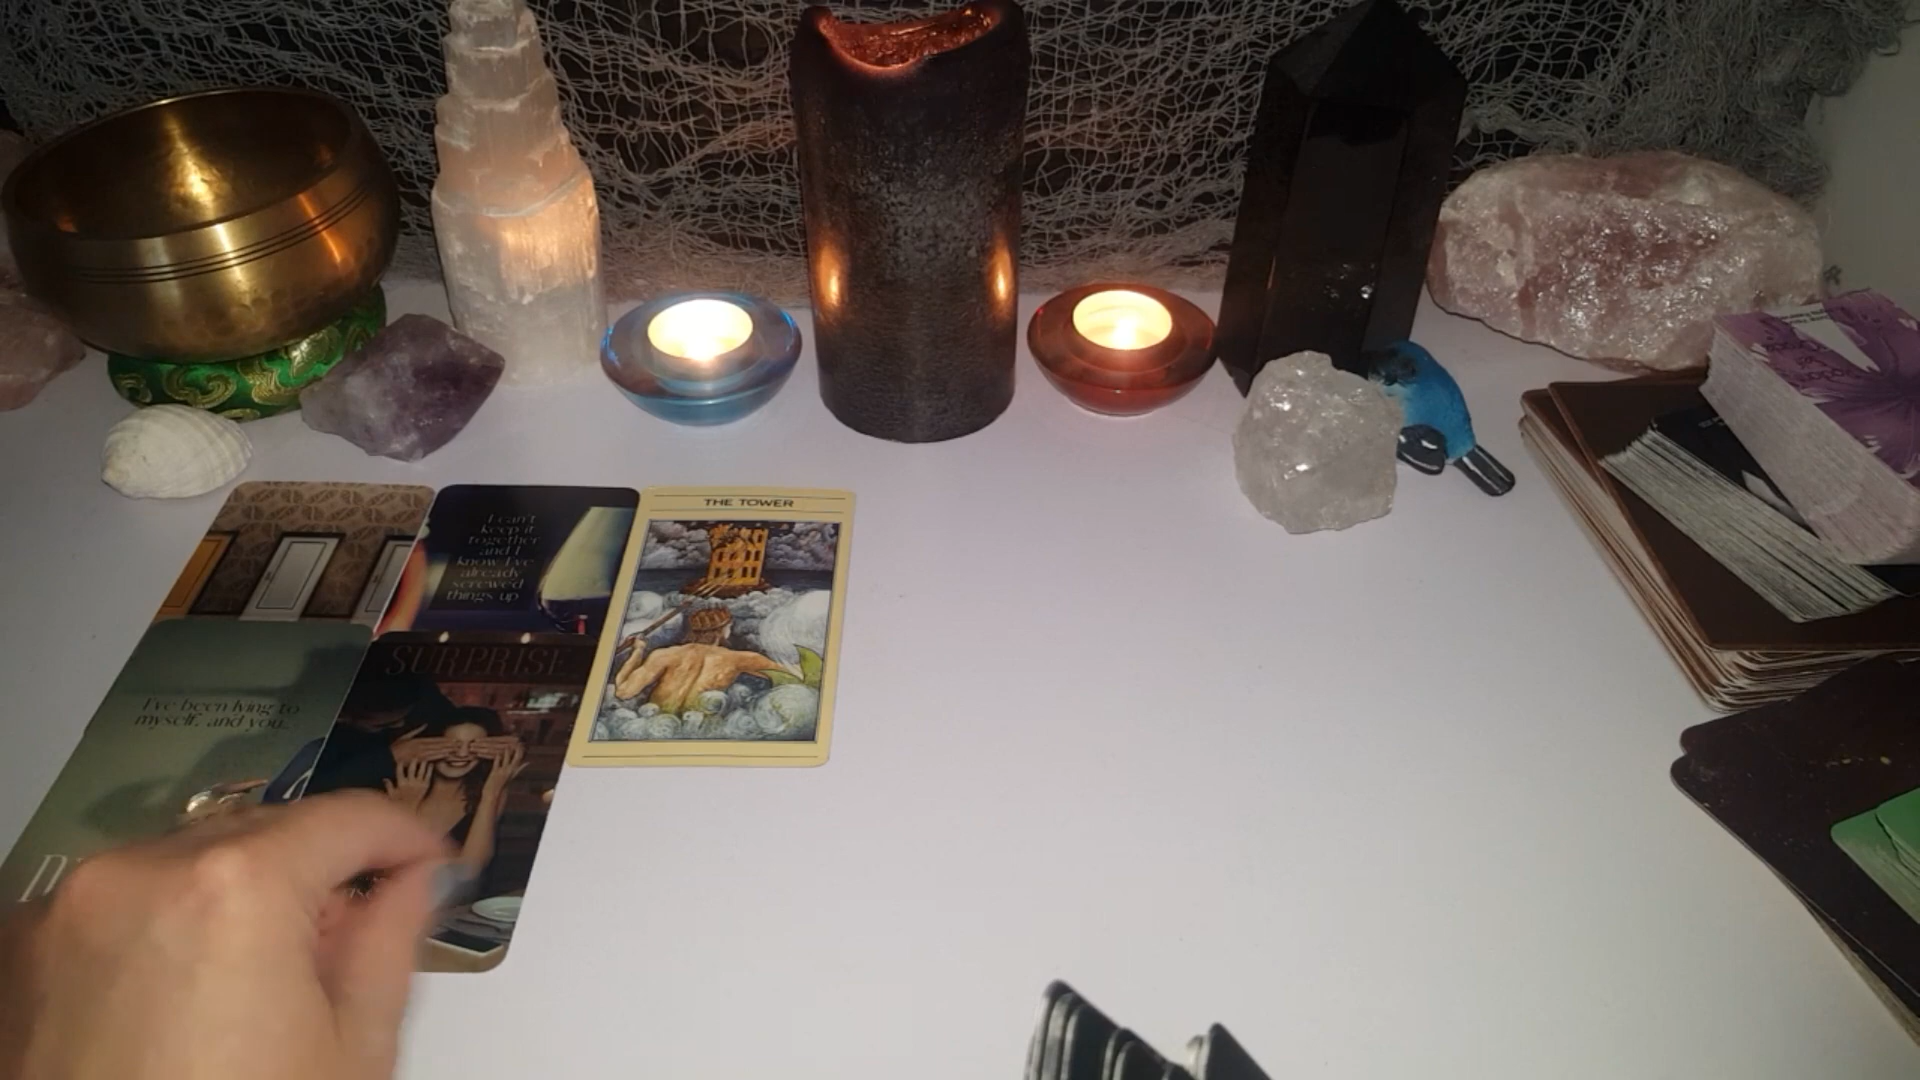 I can't
keep it
together
and I
know I've
already
screwed
things up
THE TOWER
I've been lying to
myself, and you...
SURPRISE